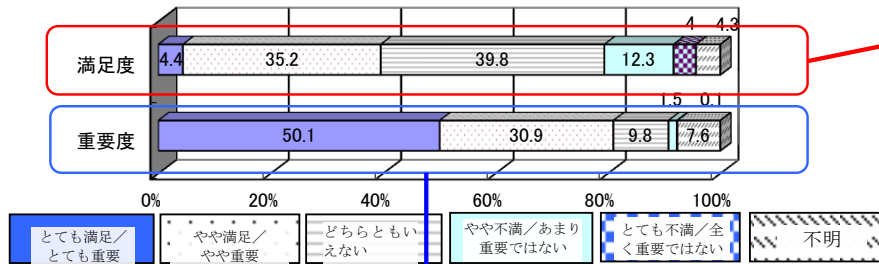 4 4.3
満足度 4.4 35.2 39.8 12.3
1.5 0.1
重要度 50.1 30.9 9.8 7.6
0% 20% 40% 60% 80% 100%
とても満足／
とても重要
やや満足／
やや重要
どちらともい
えない
やや不満／あまり
重要ではない
とても不満／全
く重要ではない
不明